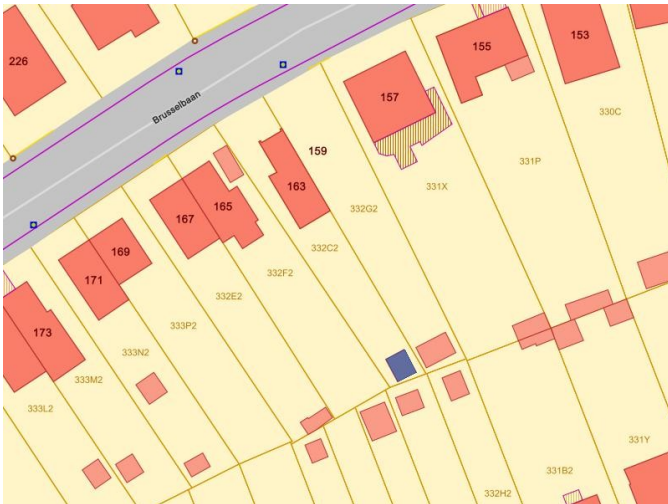 226
155
153
157
Brusselbaan
330C
159
331P
163
331X
167
165
332G2
169
332C2
171
332F2
332E2
333P2
173
333N2
333M2
333L2
331Y
331B2
332H2